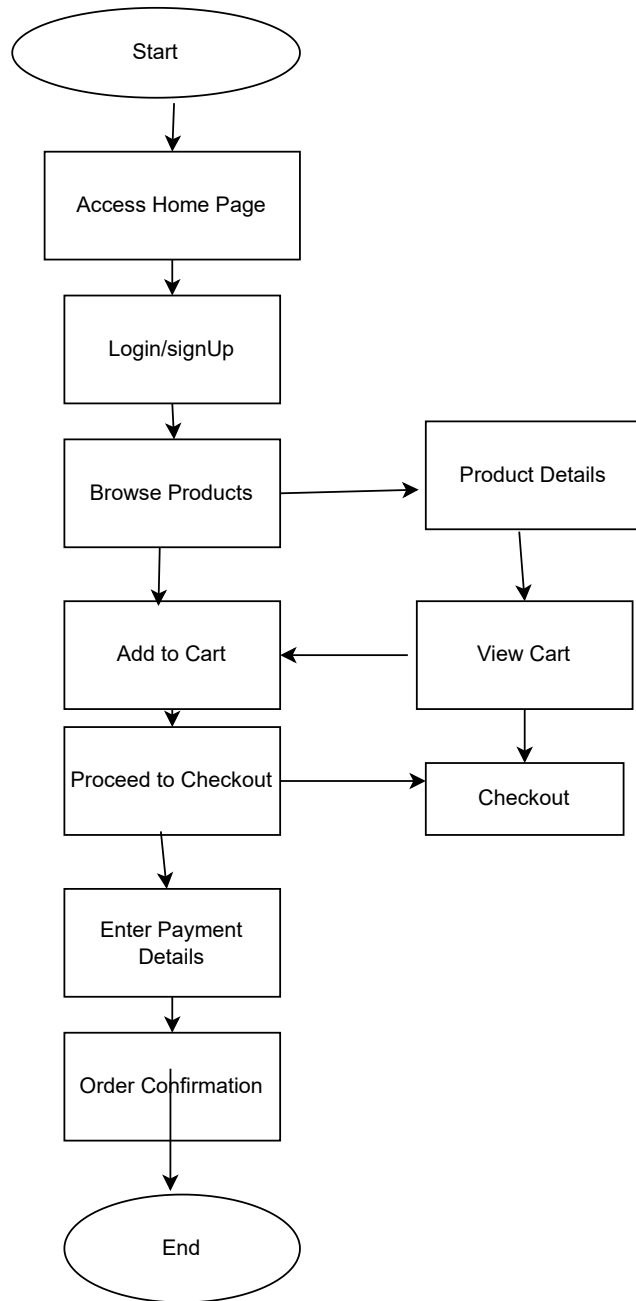 Start
Access Home Page
Login/signUp
Browse Products
Product Details
Add to Cart
View Cart
Proceed to Checkout
Checkout
Enter Payment
Details
Order Confirmation
End